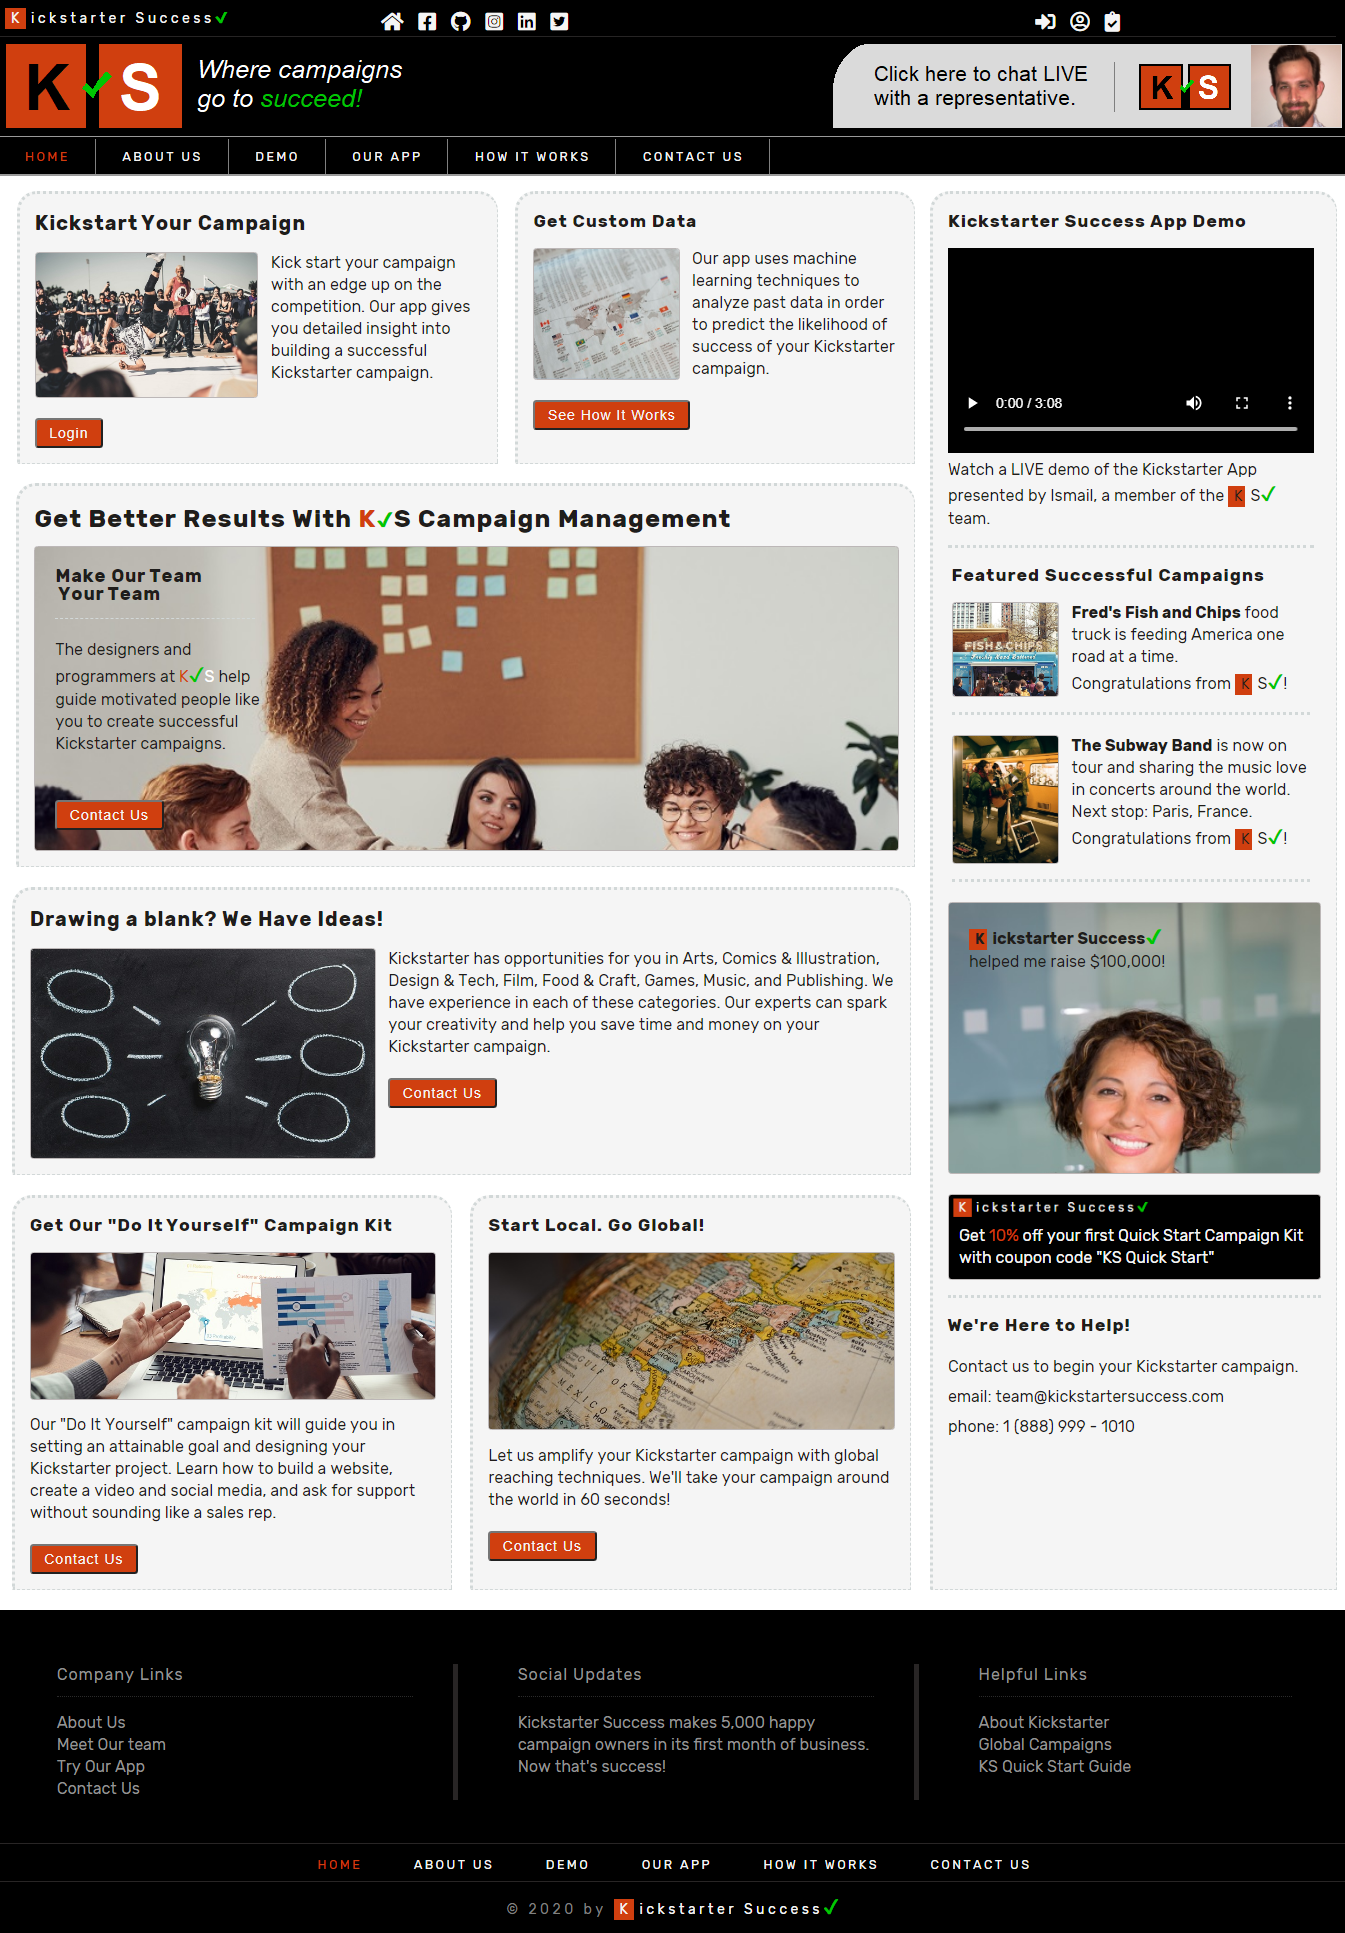 K ickstarter Success✓
K✓S
Where campaigns
go to succeed!
Click here to chat LIVE
with a representative.
K✓S
HOME
ABOUT US
DEMO
OUR APP
HOW IT WORKS
CONTACT US
Kickstart Your Campaign
Kick start your campaign
with an edge up on the
competition. Our app gives
you detailed insight into
building a successful
Kickstarter campaign.
Login
Get Custom Data
Our app uses machine
learning techniques to
analyze past data in order
to predict the likelihood of
success of your Kickstarter
campaign.
See How It Works
Get Better Results With K✓S Campaign Management
Make Our Team
Your Team
The designers and
programmers at K✓S help
guide motivated people like
you to create successful
Kickstarter campaigns.
Contact Us
Drawing a blank? We Have Ideas!
Kickstarter has opportunities for you in Arts, Comics & Illustration,
Design & Tech, Film, Food & Craft, Games, Music, and Publishing. We
have experience in each of these categories. Our experts can spark
your creativity and help you save time and money on your
Kickstarter campaign.
Contact Us
Get Our "Do It Yourself" Campaign Kit
Our "Do It Yourself" campaign kit will guide you in
setting an attainable goal and designing your
Kickstarter project. Learn how to build a website,
create a video and social media, and ask for support
without sounding like a sales rep.
Contact Us
Start Local. Go Global!
GULF OF
MEXICO
Let us amplify your Kickstarter campaign with global
reaching techniques. We'll take your campaign around
the world in 60 seconds!
Contact Us
Kickstarter Success App Demo
0:00 / 3:08
Watch a LIVE demo of the Kickstarter App
presented by Ismail, a member of the K S✓
team.
Featured Successful Campaigns
FISH & CHIPS
Fred's Fish and Chips food
truck is feeding America one
road at a time.
Congratulations from K S✓!
The Subway Band is now on
tour and sharing the music love
in concerts around the world.
Next stop: Paris, France.
Congratulations from K S✓!
K ickstarter Success✓
helped me raise $100,000!
K ickstarter Success✓
Get 10% off your first Quick Start Campaign Kit
with coupon code "KS Quick Start"
We're Here to Help!
Contact us to begin your Kickstarter campaign.
email: team@kickstartersuccess.com
phone: 1 (888) 999 - 1010
Company Links
About Us
Meet Our team
Try Our App
Contact Us
Social Updates
Kickstarter Success makes 5,000 happy
campaign owners in its first month of business.
Now that's success!
Helpful Links
About Kickstarter
Global Campaigns
KS Quick Start Guide
HOME
ABOUT US
DEMO
OUR APP
HOW IT WORKS
CONTACT US
© 2020 by K ickstarter Success✓